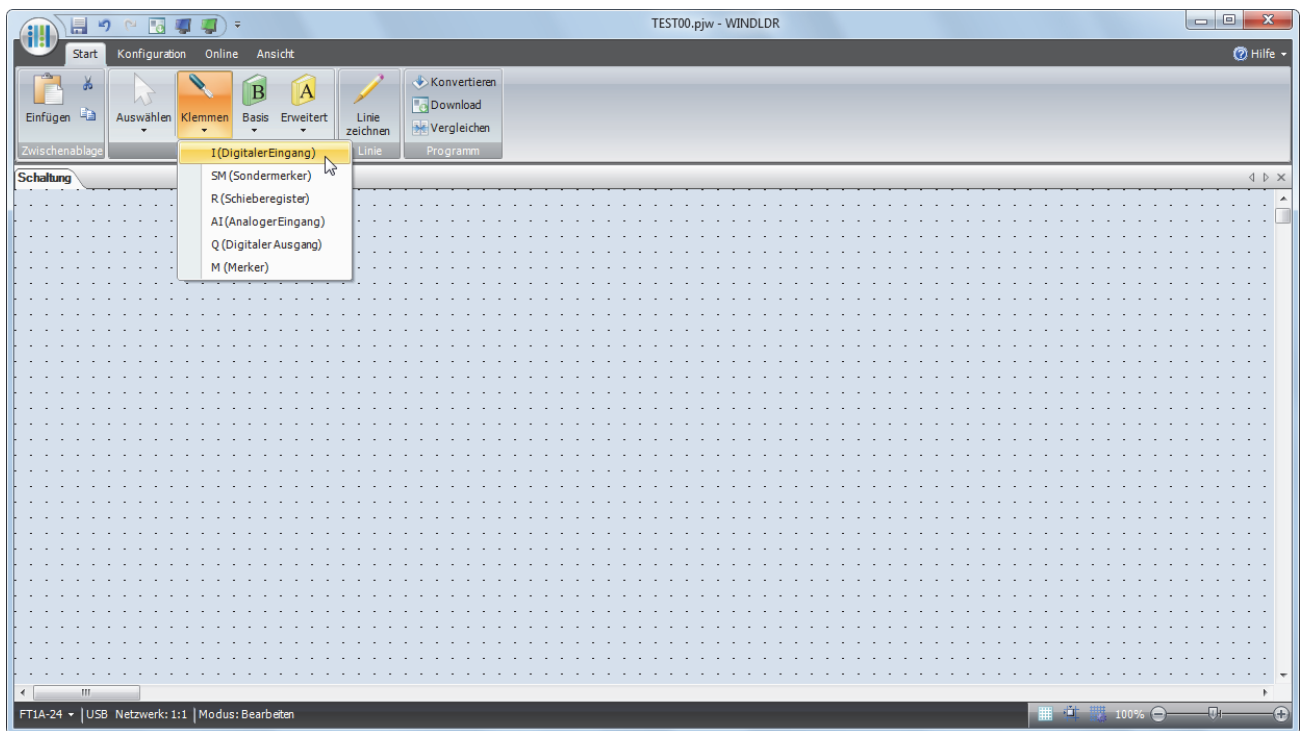 TEST00.pjw - WINDLDR
Start Konfiguration Online Ansicht Hilfe
Einfügen Auswählen Klemmen Basis Erweitert Linie zeichnen Konvertieren
Download
Vergleichen
Zwischenablage Linie Programm
B A
I(DigitalerEingang)
SM (Sondermerker)
R (Schieberegister)
AI(AnalogerEingang)
Q (Digitaler Ausgang)
M (Merker)
Schaltung
FT1A-24 USB Netzwerk: 1:1 Modus: Bearbeiten 100%